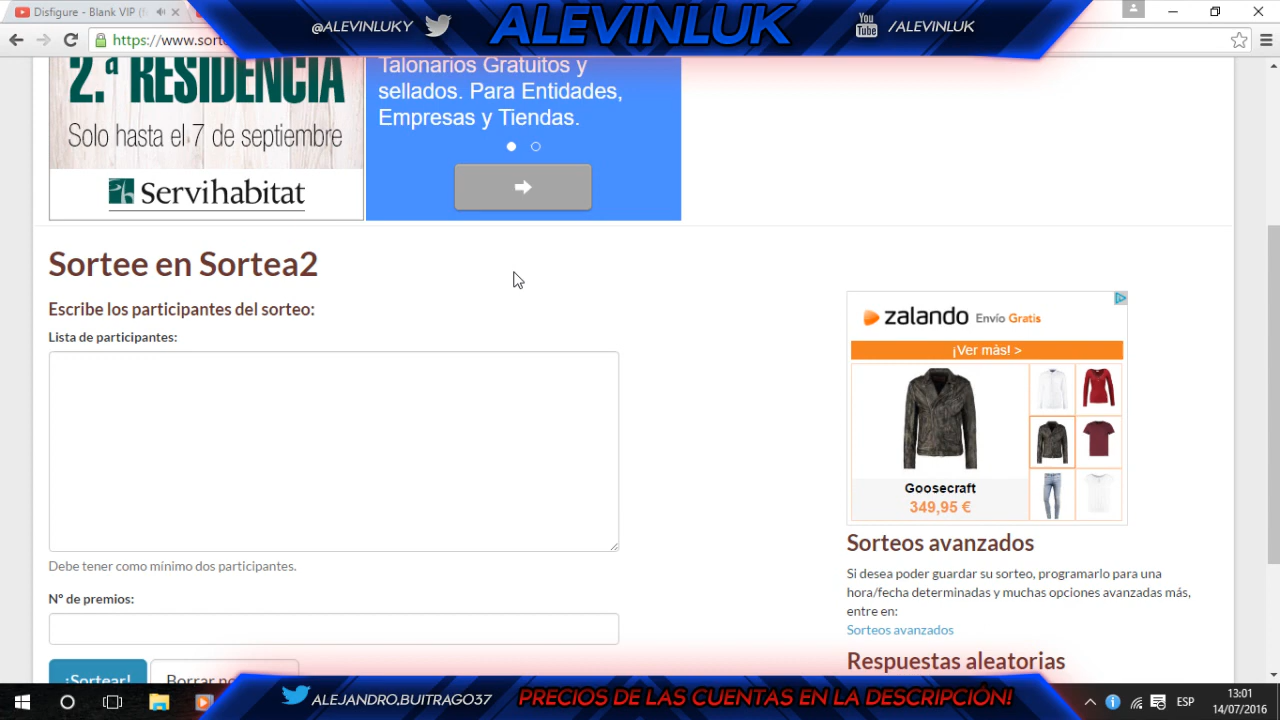 Disfigure - Blank VIP (
@ALEVINLUKY
ALEVINLUK
You
Tube
/ALEVINLUK
https://www.sort
2.ª RESIDENCIA
Solo hasta el 7 de septiembre
Servihabitat
Talonarios Gratuitos y
sellados. Para Entidades,
Empresas y Tiendas.
Sortee en Sortea2
Escribe los participantes del sorteo:
Lista de participantes:
Debe tener como mínimo dos participantes.
Nº de premios:
¡Sortear!
Borrar no
zalando Envío Gratis
¡Ver más! >
Goosecraft
349,95 €
Sorteos avanzados
Si desea poder guardar su sorteo, programarlo para una
hora/fecha determinadas y muchas opciones avanzadas más,
entre en:
Sorteos avanzados
Respuestas aleatorias
ALEJANDRO,BUITRAGO37
PRECIOS DE LAS CUENTAS EN LA DESCRIPCIÓN!
ESP
13:01
14/07/2016